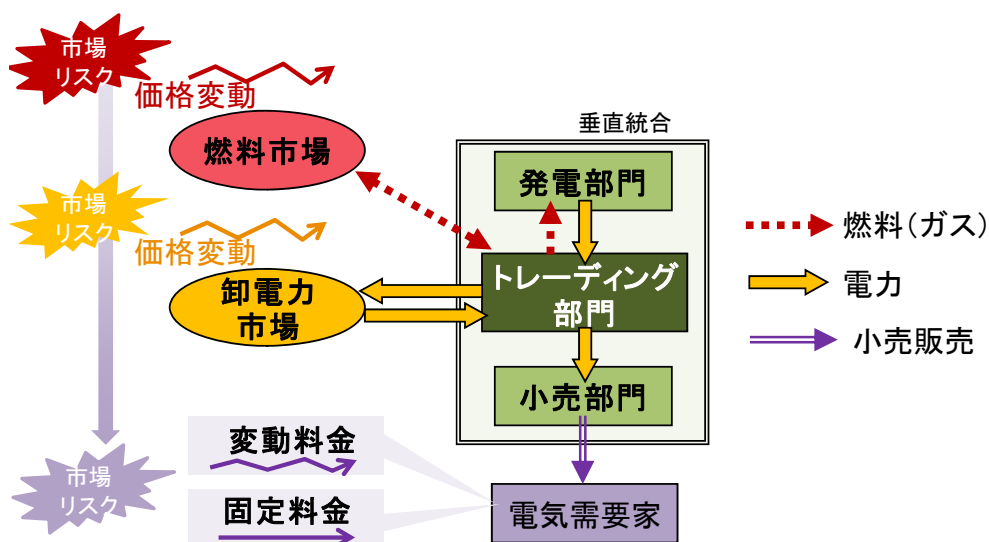 市場
リスク
価格変動
燃料市場
垂直統合
発電部門
市場
リスク
価格変動
卸電力
市場
トレーディング
部門
小売部門
燃料(ガス)
電力
小売販売
変動料金
固定料金
市場
リスク
電気需要家